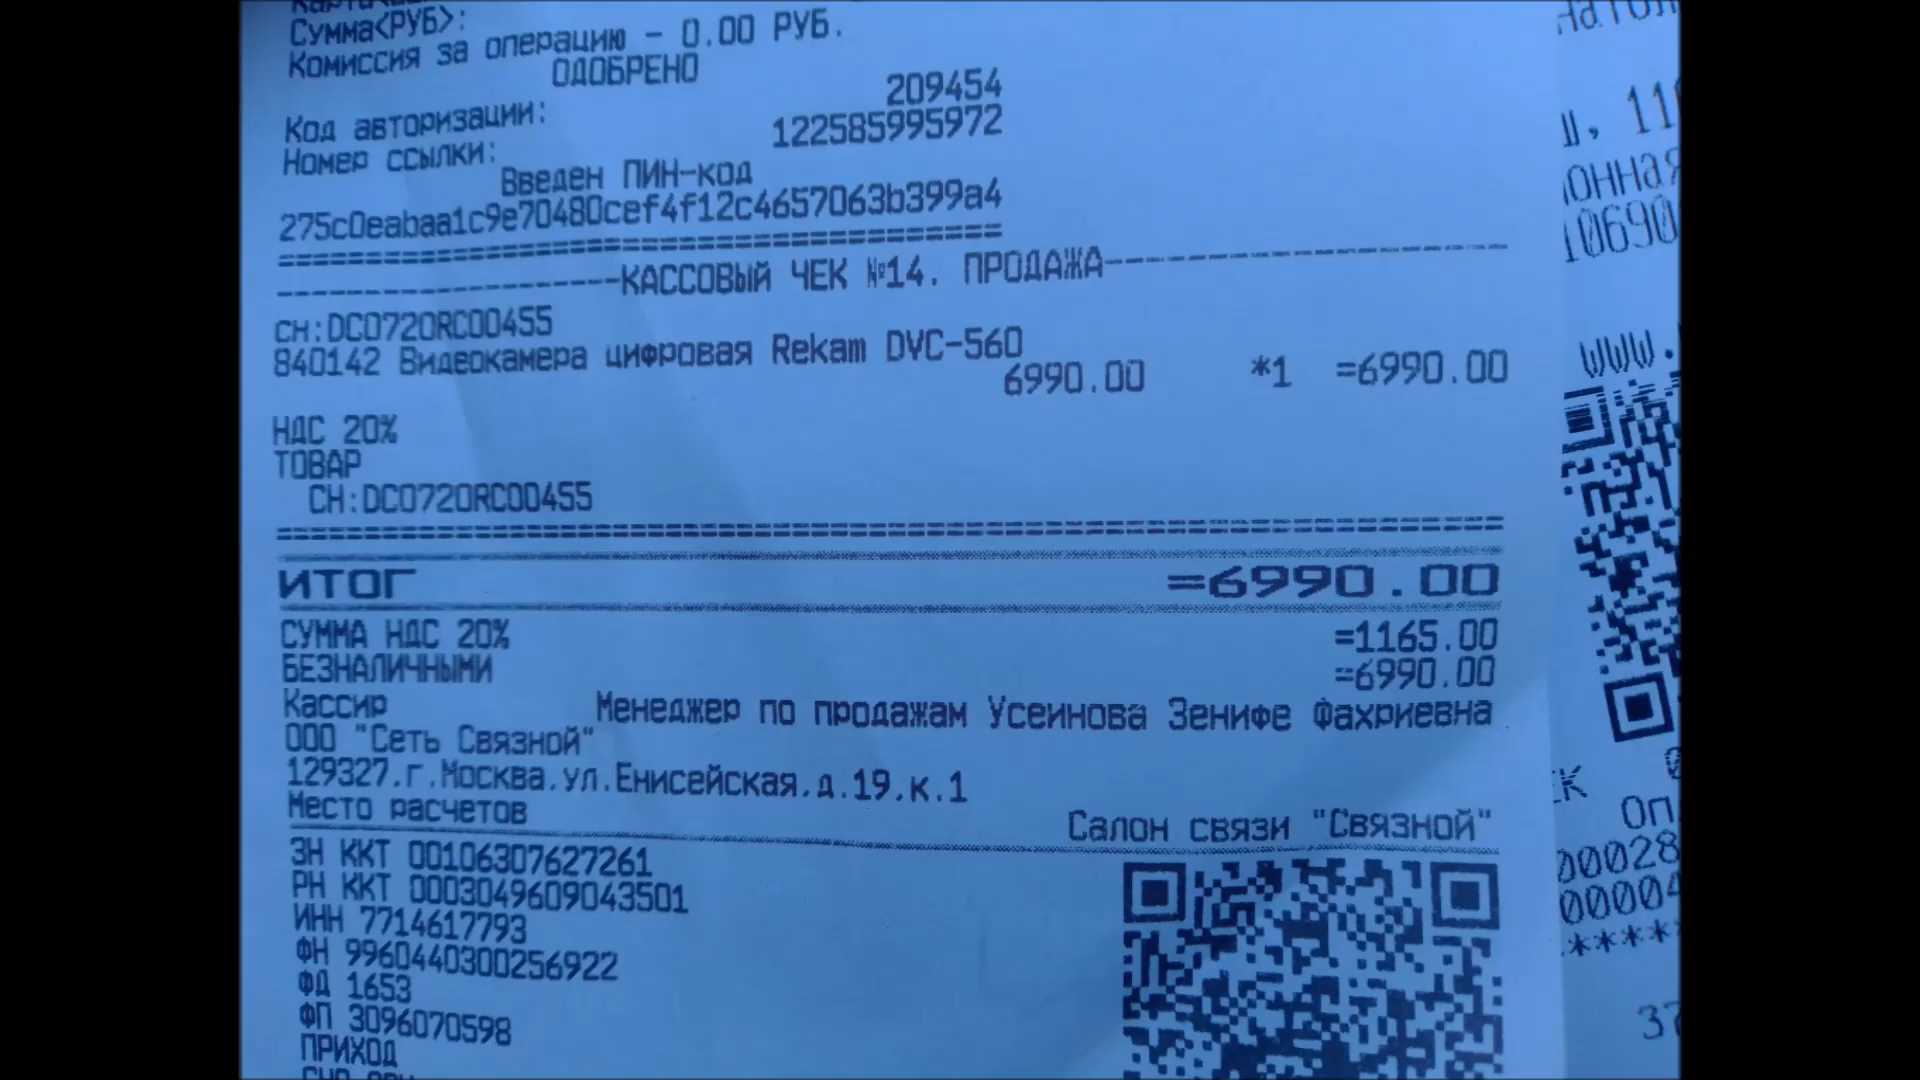 Сумма<РУБ>:
Комиссия за операцию - 0.00 РУБ.
ОДОБРЕНО
Код авторизации: 209454
Номер ссылки: 122585995972
Введен ПИН-код
275c0eabaa1c9e70480cef4f12c4657063b399a4
===================================
--------------------КАССОВЫЙ ЧЕК №14. ПРОДАЖА-----------------------
сн:DC0720RC00455
840142 Видеокамера цифровая Rekam DVC-560
6990.00 *1 =6990.00
НДС 20%
ТОВАР
СН:DC0720RC00455
ИТОГ =6990.00
СУММА НДС 20% =1165.00
БЕЗНАЛИЧНЫМИ =6990.00
Кассир Менеджер по продажам Усеинова Зенифе Фахриевна
ООО "Сеть Связной"
129327,г.Москва,ул.Енисейская,д.19,к.1
Место расчетов Салон связи "Связной"
ЗН ККТ 00106307627261
РН ККТ 0003049609043501
ИНН 7714617793
ФН 9960440300256922
ФД 1653
ФП 3096070598
ПРИХОД
www.